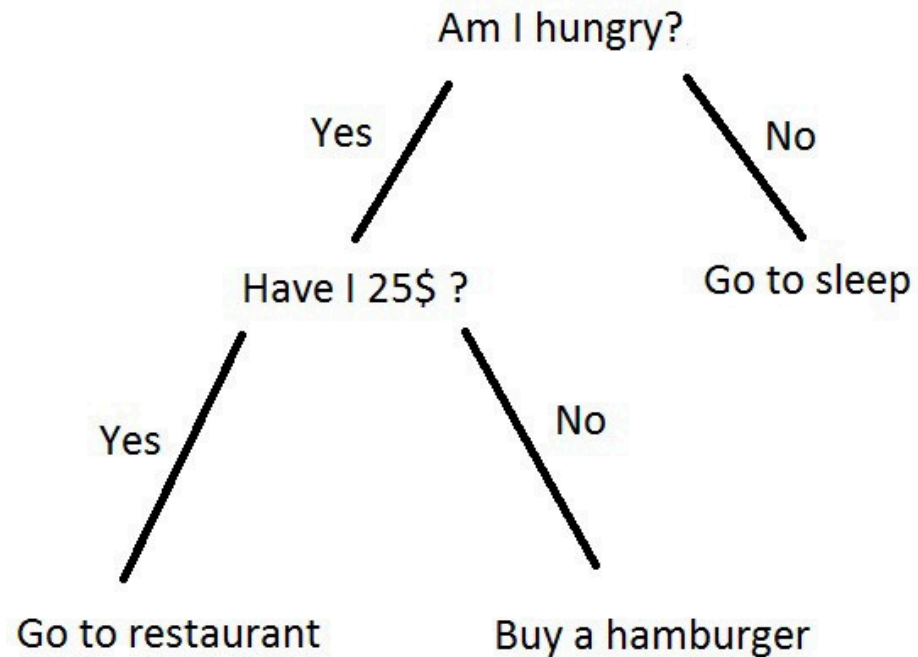 Am I hungry?
Yes
No
Have I 25$ ?
Go to sleep
Yes
No
Go to restaurant
Buy a hamburger